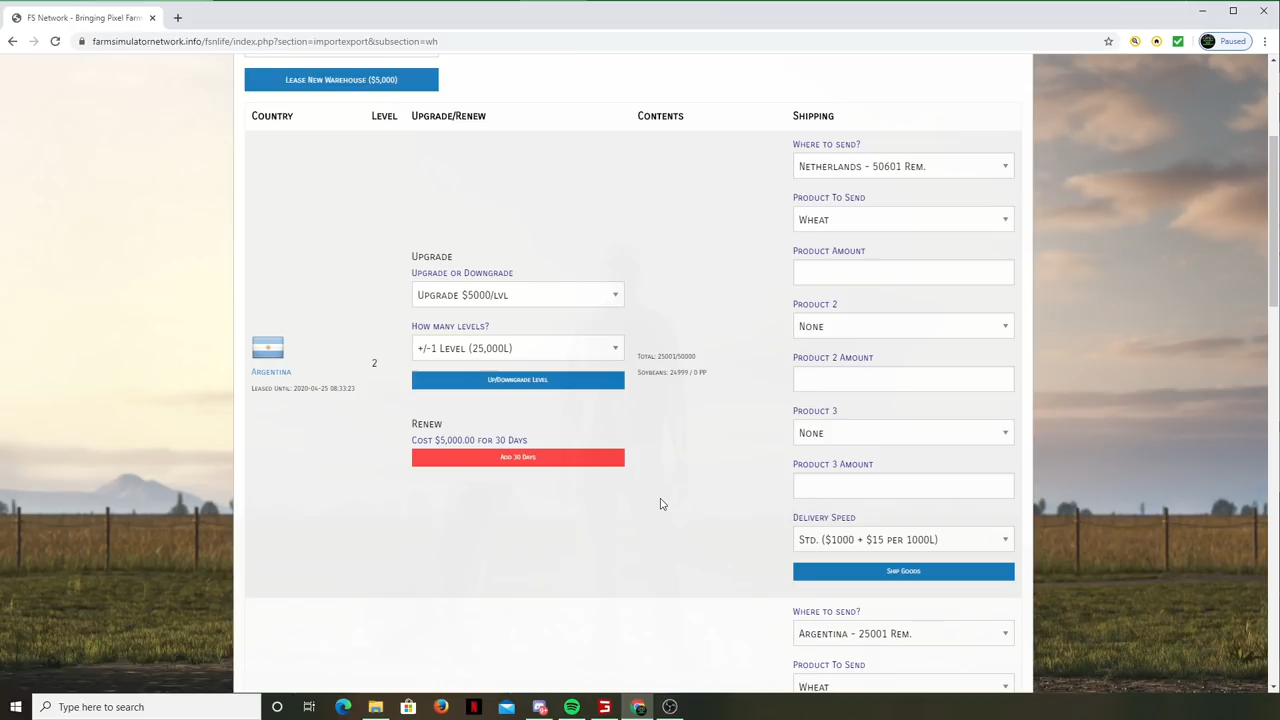 FS Network - Bringing Pixel Farm
farmsimulatornetwork.info/fsnlife/index.php?section=importexport&subsection=wh
Paused
Lease New Warehouse ($5,000)
Country Level Upgrade/Renew Contents Shipping
Where to send?
Netherlands - 50601 Rem.
Product To Send
Wheat
Product Amount
Upgrade
Upgrade or Downgrade
Upgrade $5000/lvl
Product 2
None
How many levels?
+/-1 Level (25,000L)
Argentina
Leased Until: 2020-04-25 08:33:23
2
Total: 25001/50000
Soybeans: 24999 / 0 PP
Product 2 Amount
Up/Downgrade Level
Product 3
None
Renew
Cost $5,000.00 for 30 Days
Add 30 Days
Product 3 Amount
Delivery Speed
Std. ($1000 + $15 per 1000L)
Ship Goods
Where to send?
Argentina - 25001 Rem.
Product To Send
Wheat
Type here to search